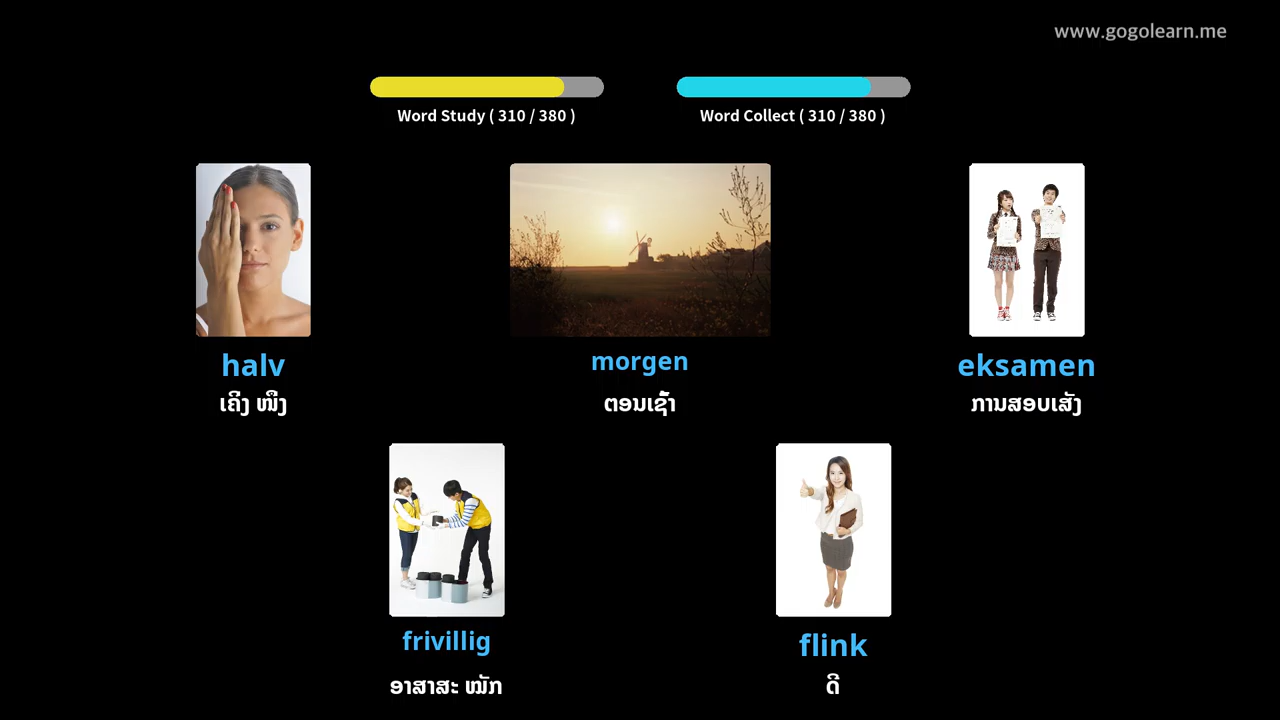 www.gogolearn.me
Word Study ( 310 / 380 )
Word Collect ( 310 / 380 )
halv
ເຄິ່ງ ໜຶ່ງ
morgen
ຕອນເຊົ້າ
eksamen
ການສອບເສັງ
frivillig
ອາສາສະ ໝັກ
flink
ດີ